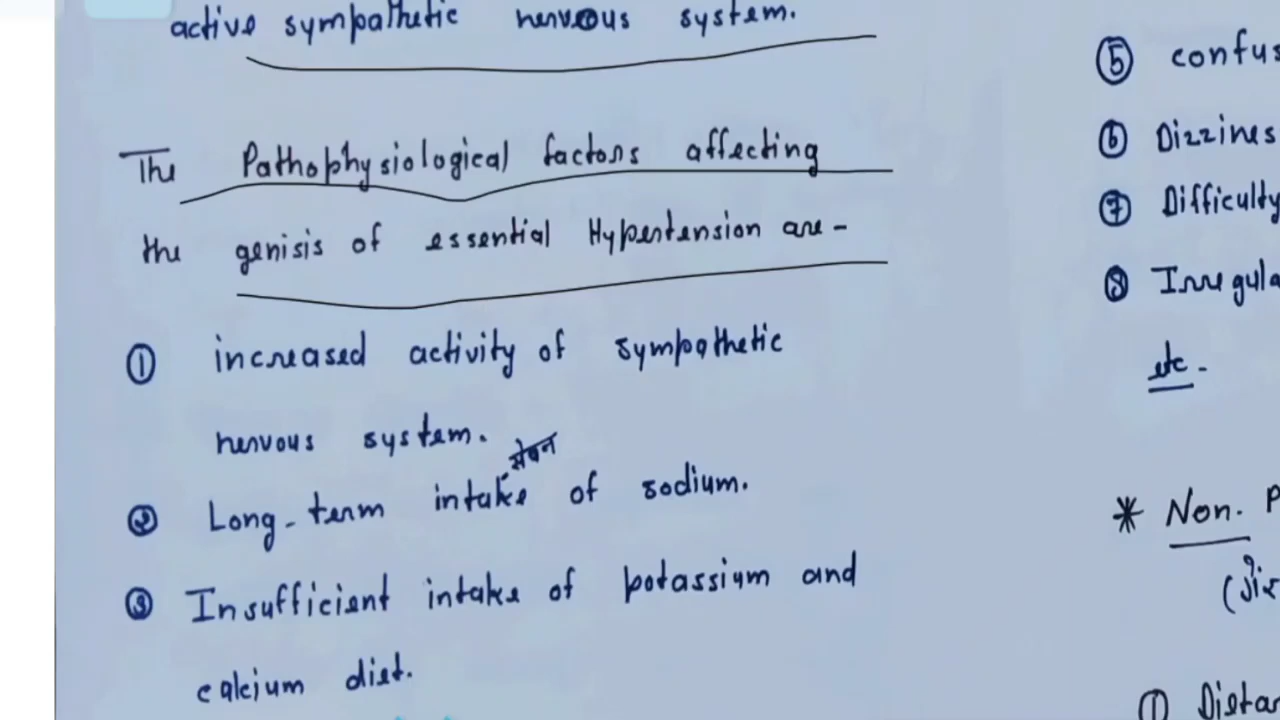 active sympathetic nervous system.
The Pathophysiological factors affecting
the genisis of essential Hypertension are-
① increased activity of sympathetic
nervous system.
सेवन
② Long-term intake of sodium.
③ Insufficient intake of potassium and
calcium diet.
⑤ confus
⑥ Dizzines
⑦ Difficulty
⑧ Irregula
etc.
* Non. P
① Dieta